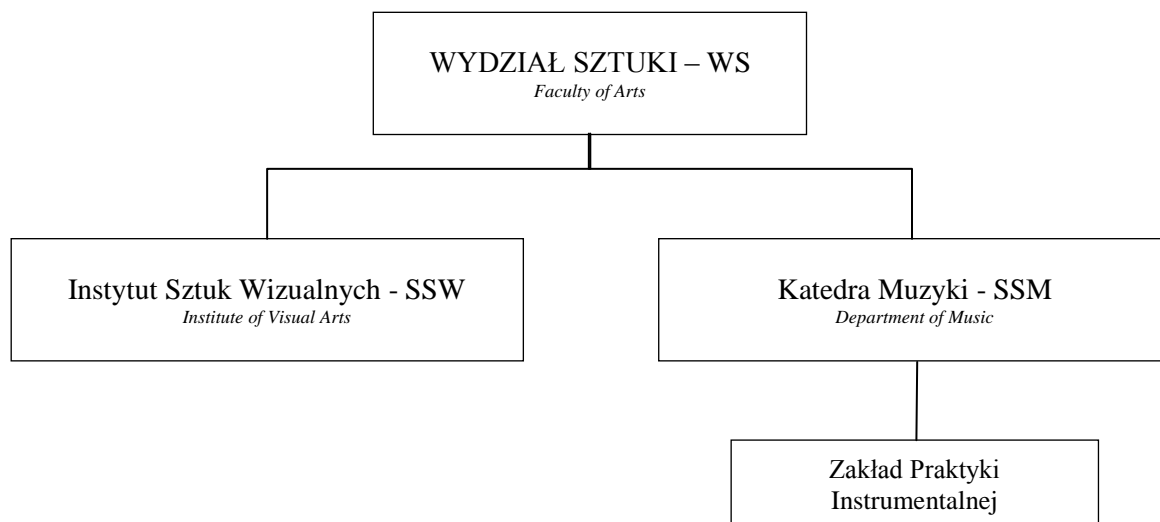 WYDZIAŁ SZTUKI – WS
Faculty of Arts
Instytut Sztuk Wizualnych - SSW
Institute of Visual Arts
Katedra Muzyki - SSM
Department of Music
Zakład Praktyki
Instrumentalnej